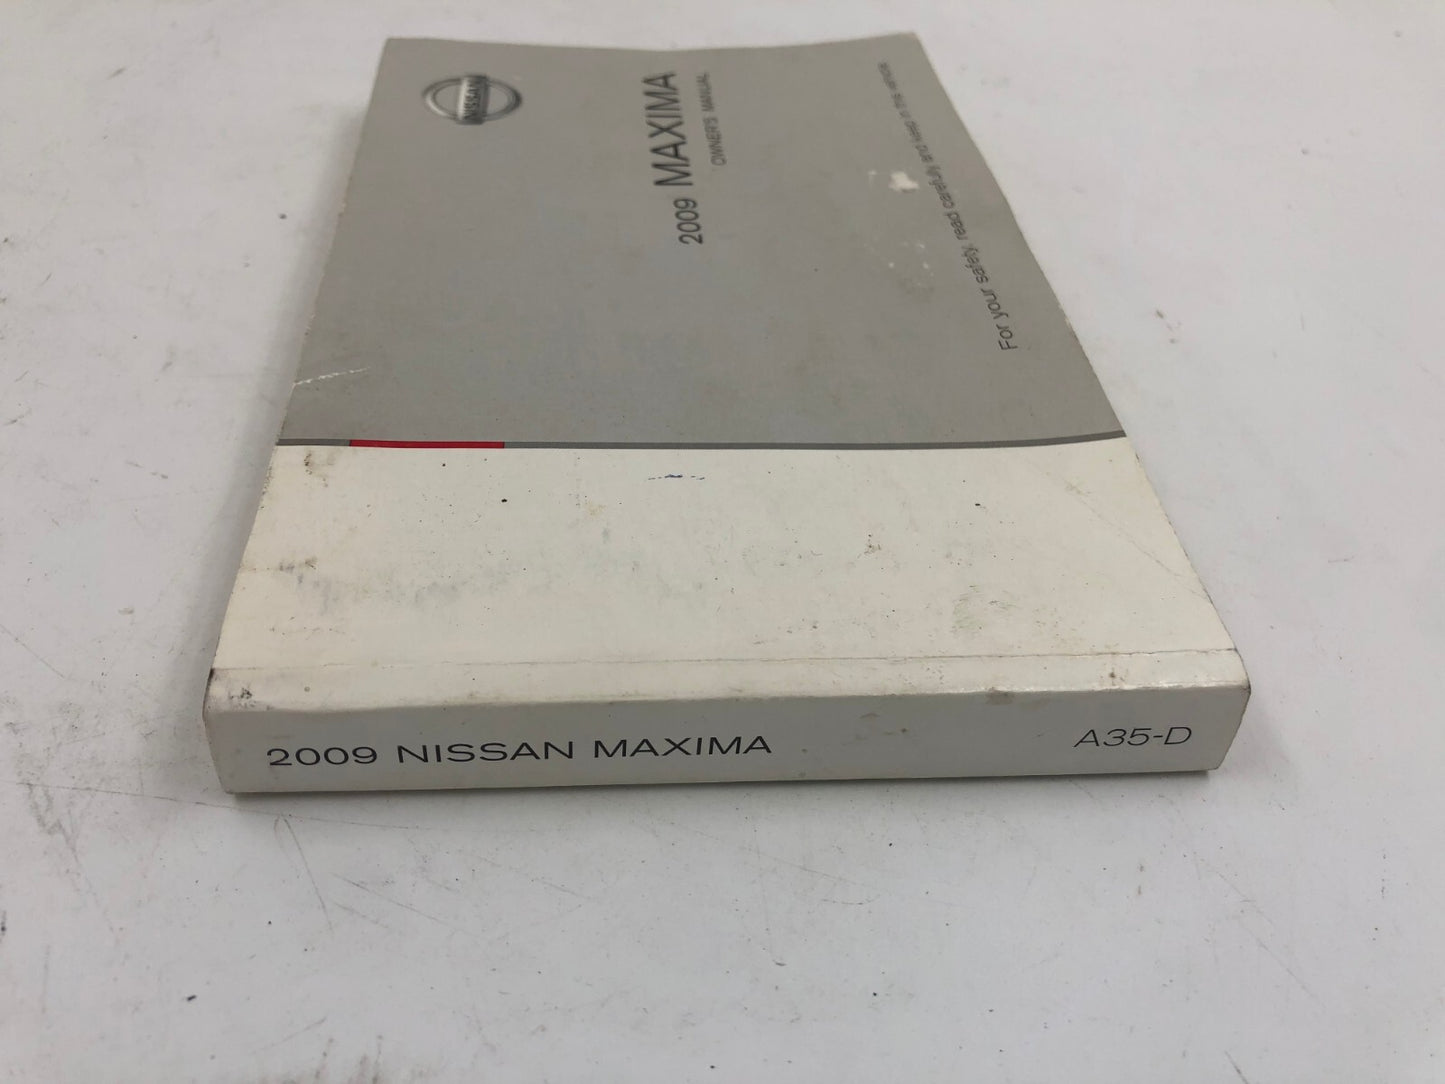 NISSAN
2009 MAXIMA
OWNER'S MANUAL
For your safety, read carefully and keep in this vehicle
2009 NISSAN MAXIMA
A35-D